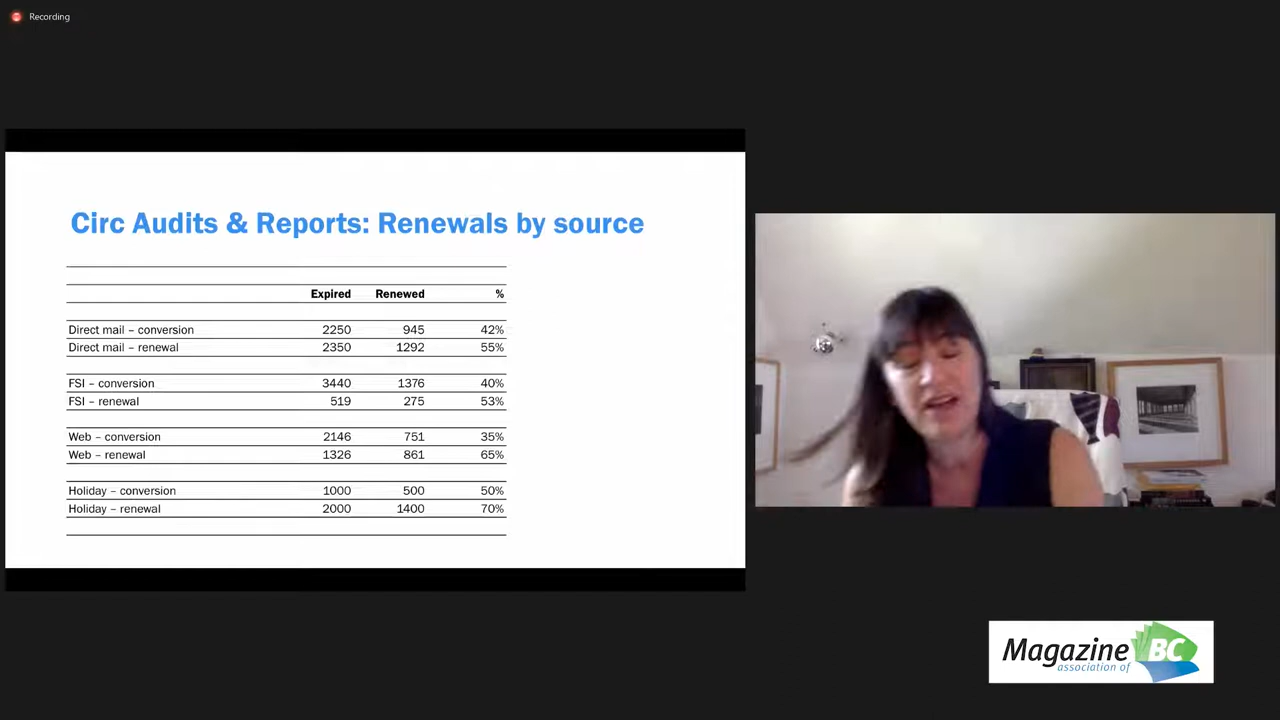 Recording
Circ Audits & Reports: Renewals by source
Expired Renewed %
Direct mail – conversion 2250 945 42%
Direct mail – renewal 2350 1292 55%
FSI – conversion 3440 1376 40%
FSI – renewal 519 275 53%
Web – conversion 2146 751 35%
Web – renewal 1326 861 65%
Holiday – conversion 1000 500 50%
Holiday – renewal 2000 1400 70%
Magazine BC
association of